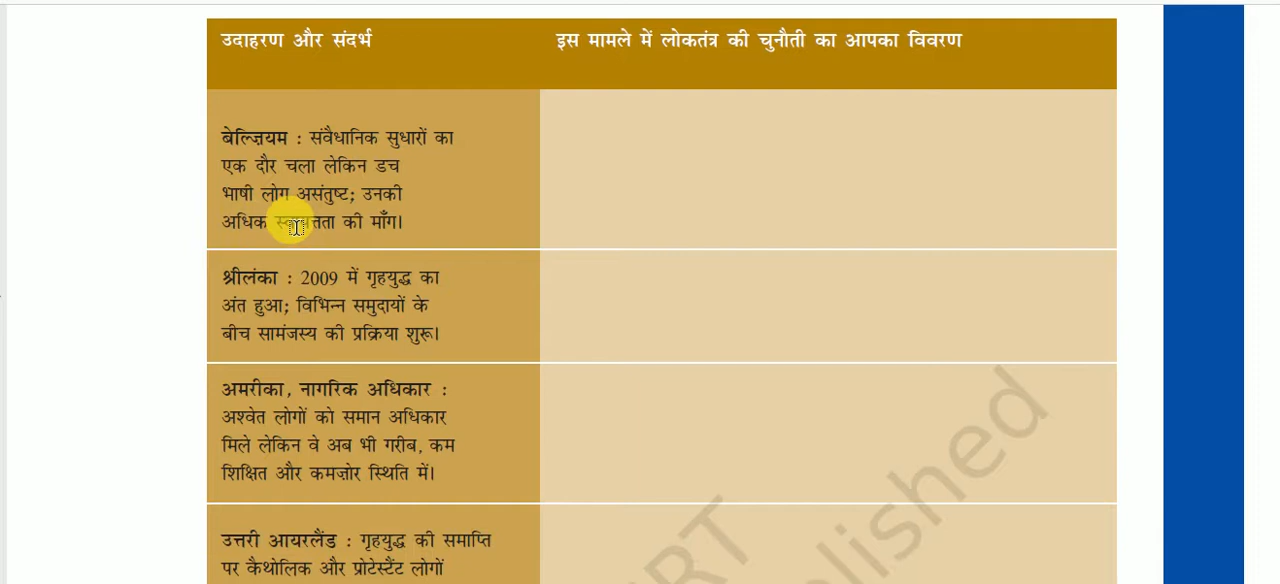 उदाहरण और संदर्भ
इस मामले में लोकतंत्र की चुनौती का आपका विवरण
बेल्ज़ियम : संवैधानिक सुधारों का
एक दौर चला लेकिन डच
भाषी लोग असंतुष्ट; उनकी
अधिक स्वायत्तता की माँग।
श्रीलंका : 2009 में गृहयुद्ध का
अंत हुआ; विभिन्न समुदायों के
बीच सामंजस्य की प्रक्रिया शुरू।
अमरीका, नागरिक अधिकार :
अश्वेत लोगों को समान अधिकार
मिले लेकिन वे अब भी गरीब, कम
शिक्षित और कमज़ोर स्थिति में।
उत्तरी आयरलैंड : गृहयुद्ध की समाप्ति
पर कैथोलिक और प्रोटेस्टैंट लोगों